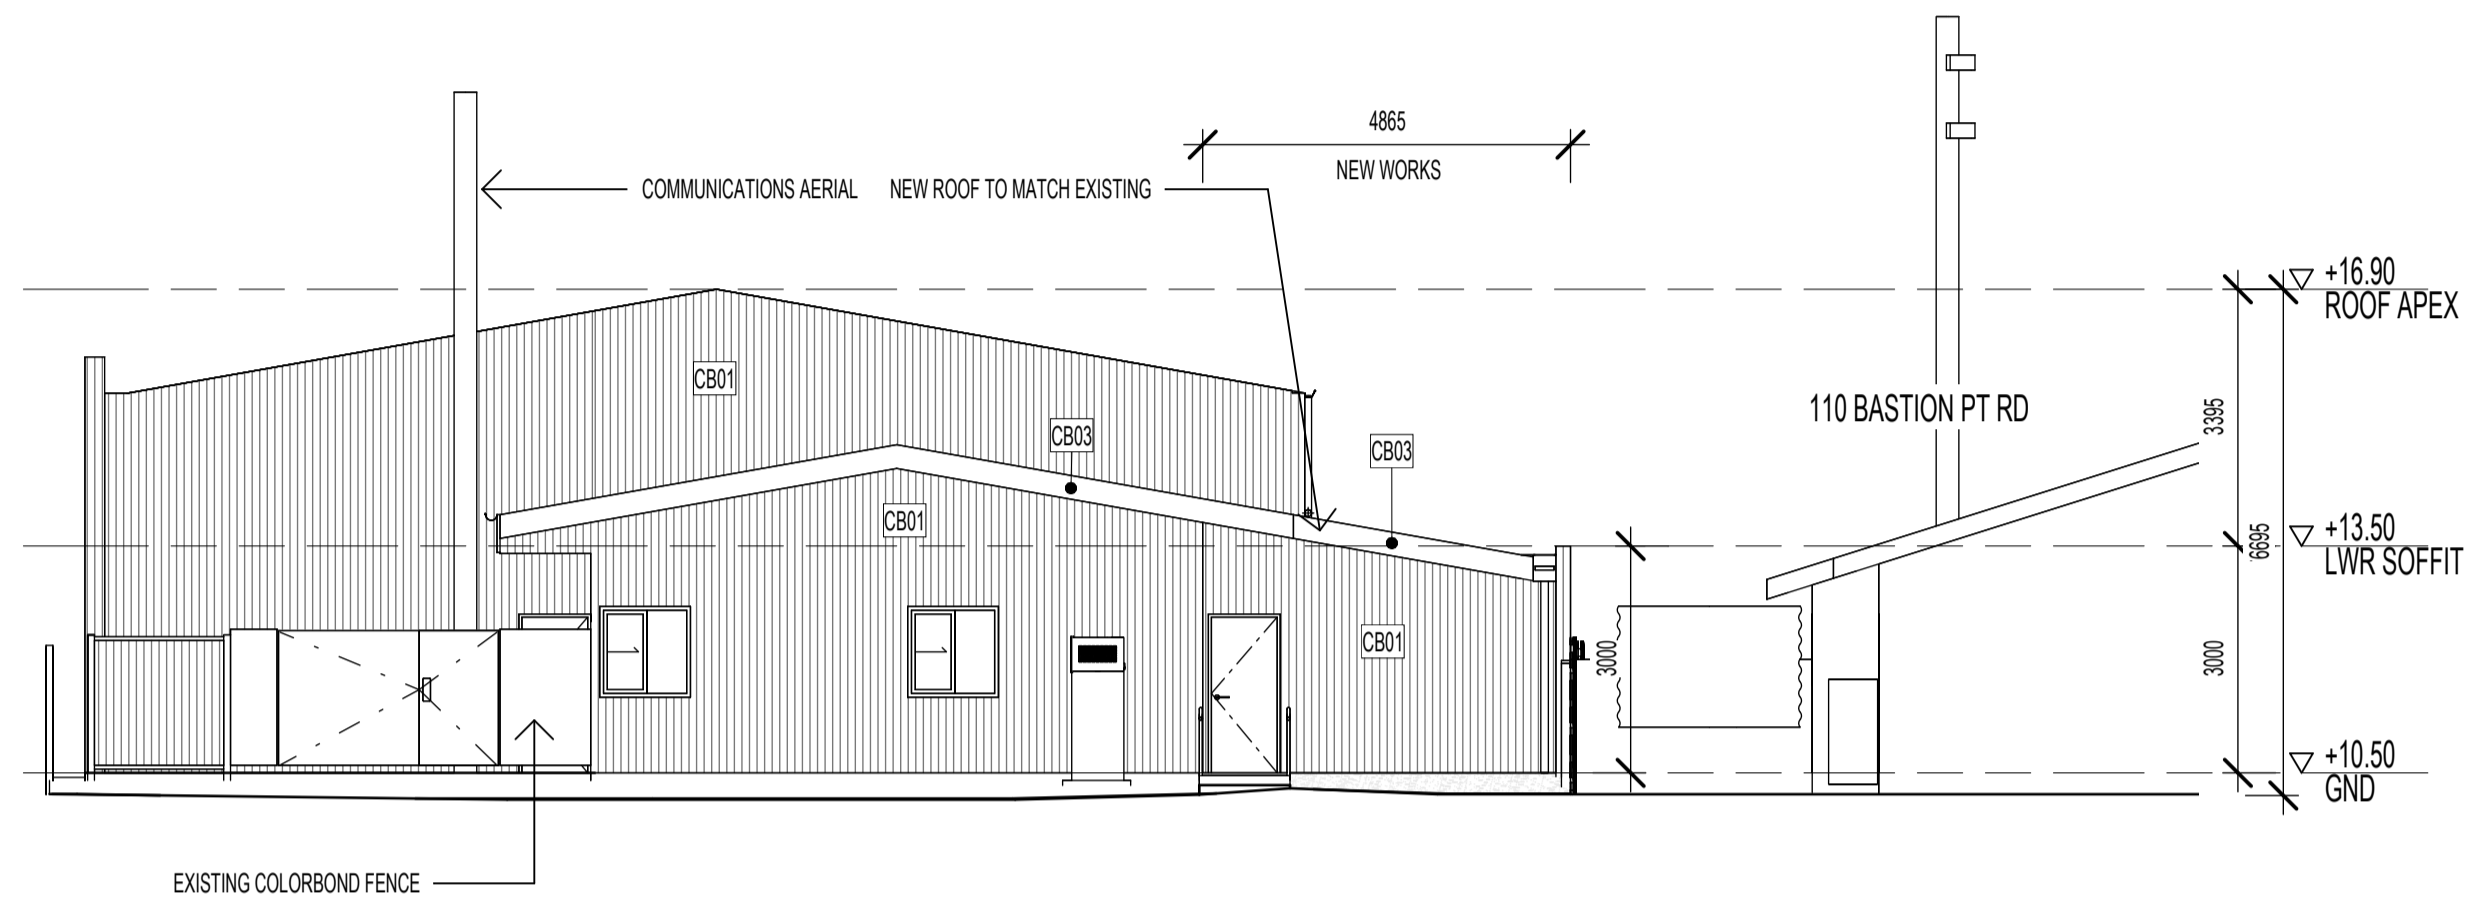 4865
NEW WORKS
COMMUNICATIONS AERIAL
NEW ROOF TO MATCH EXISTING
+16.90
ROOF APEX
CB01
CB03
CB03
110 BASTION PT RD
3395
CB01
+13.50
LWR SOFFIT
6695
CB01
3000
3000
+10.50
GND
EXISTING COLORBOND FENCE